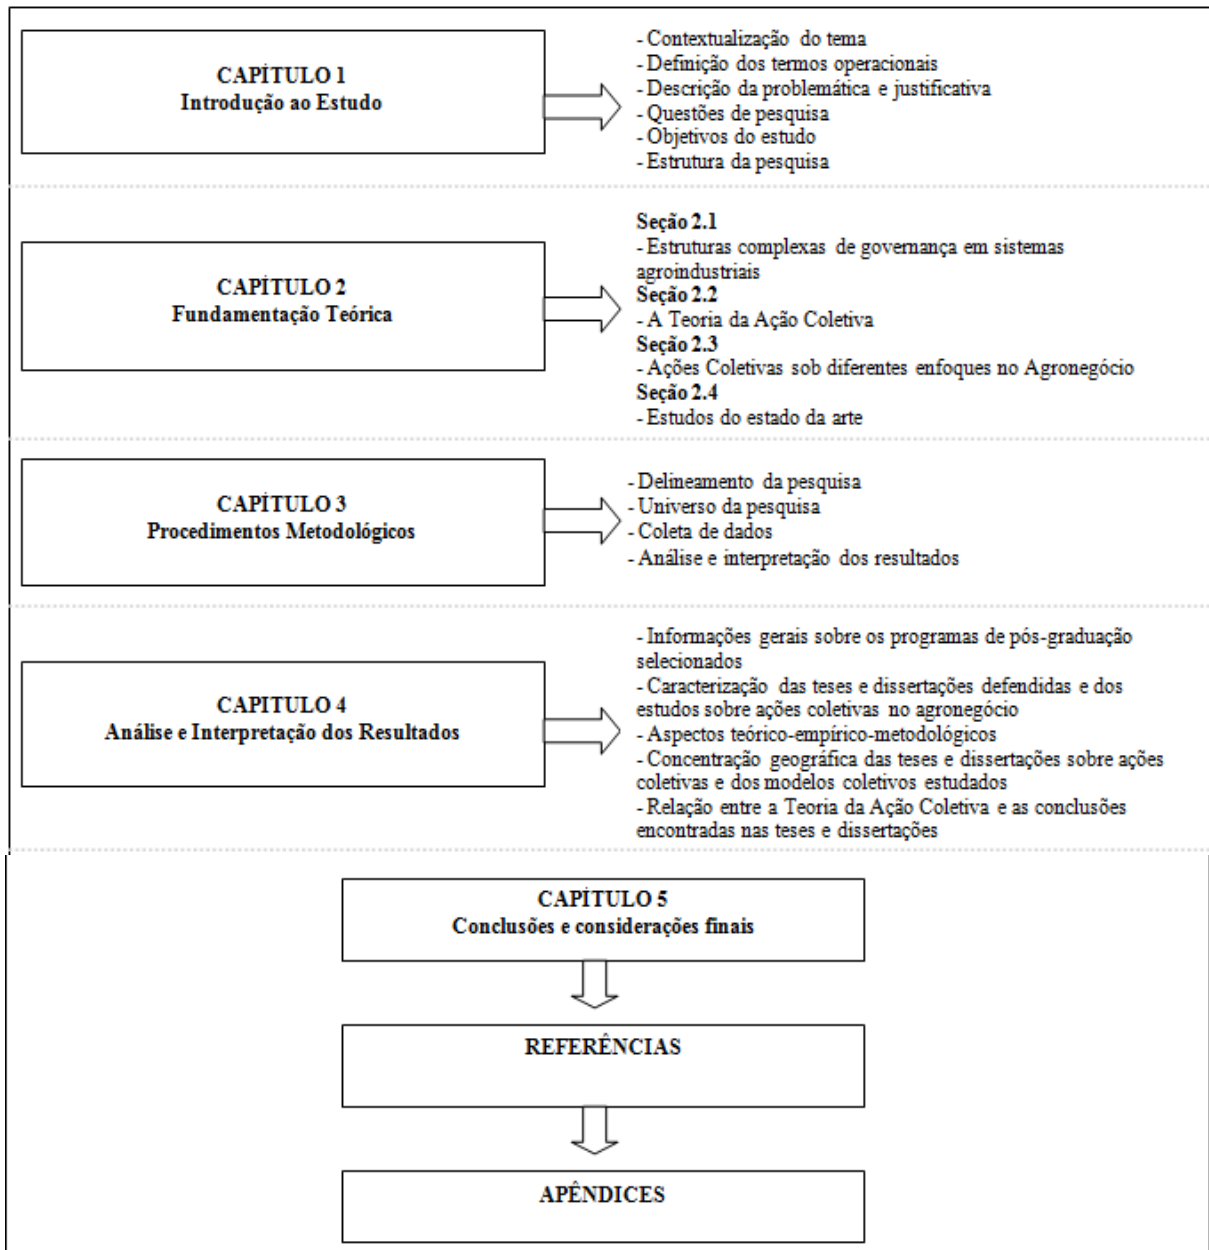 CAPÍTULO 1
Introdução ao Estudo
- Contextualização do tema
- Definição dos termos operacionais
- Descrição da problemática e justificativa
- Questões de pesquisa
- Objetivos do estudo
- Estrutura da pesquisa
CAPÍTULO 2
Fundamentação Teórica
Seção 2.1
- Estruturas complexas de governança em sistemas
agroindustriais
Seção 2.2
- A Teoria da Ação Coletiva
Seção 2.3
- Ações Coletivas sob diferentes enfoques no Agronegócio
Seção 2.4
- Estudos do estado da arte
CAPÍTULO 3
Procedimentos Metodológicos
- Delineamento da pesquisa
- Universo da pesquisa
- Coleta de dados
- Análise e interpretação dos resultados
CAPITULO 4
Análise e Interpretação dos Resultados
- Informações gerais sobre os programas de pós-graduação
selecionados
- Caracterização das teses e dissertações defendidas e dos
estudos sobre ações coletivas no agronegócio
- Aspectos teórico-empírico-metodológicos
- Concentração geográfica das teses e dissertações sobre ações
coletivas e dos modelos coletivos estudados
- Relação entre a Teoria da Ação Coletiva e as conclusões
encontradas nas teses e dissertações
CAPÍTULO 5
Conclusões e considerações finais
REFERÊNCIAS
APÊNDICES